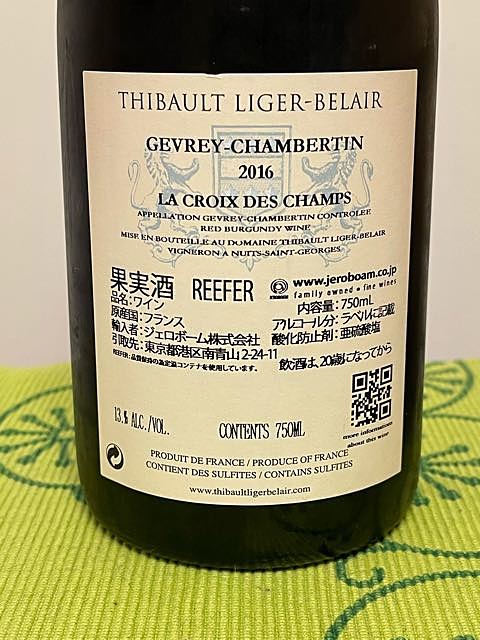 THIBAULT LIGER-BELAIR
GEVREY-CHAMBERTIN
2016
LA CROIX DES CHAMPS
APPELLATION GEVREY-CHAMBERTIN CONTROLEE
RED BURGUNDY WINE
MISE EN BOUTEILLE AU DOMAINE THIBAULT LIGER-BELAIR
VIGNERON À NUITS-SAINT-GEORGES
果実酒 REEFER
www.jeroboam.co.jp
family owned • fine wines
品名:ワイン
内容量:750mL
原産国:フランス
アルコール分:ラベルに記載
輸入者:ジェロボーム株式会社
酸化防止剤:亜硫酸塩
引取先:東京都港区南青山2-24-11
REEFER:品質保持の為定温コンテナを使用しています。
飲酒は、20歳になってから
13.% ALC./VOL.
CONTENTS 750ML
more information
about this wine
PRODUIT DE FRANCE / PRODUCE OF FRANCE
CONTIENT DES SULFITES / CONTAINS SULFITES
www.thibaultligerbelair.com